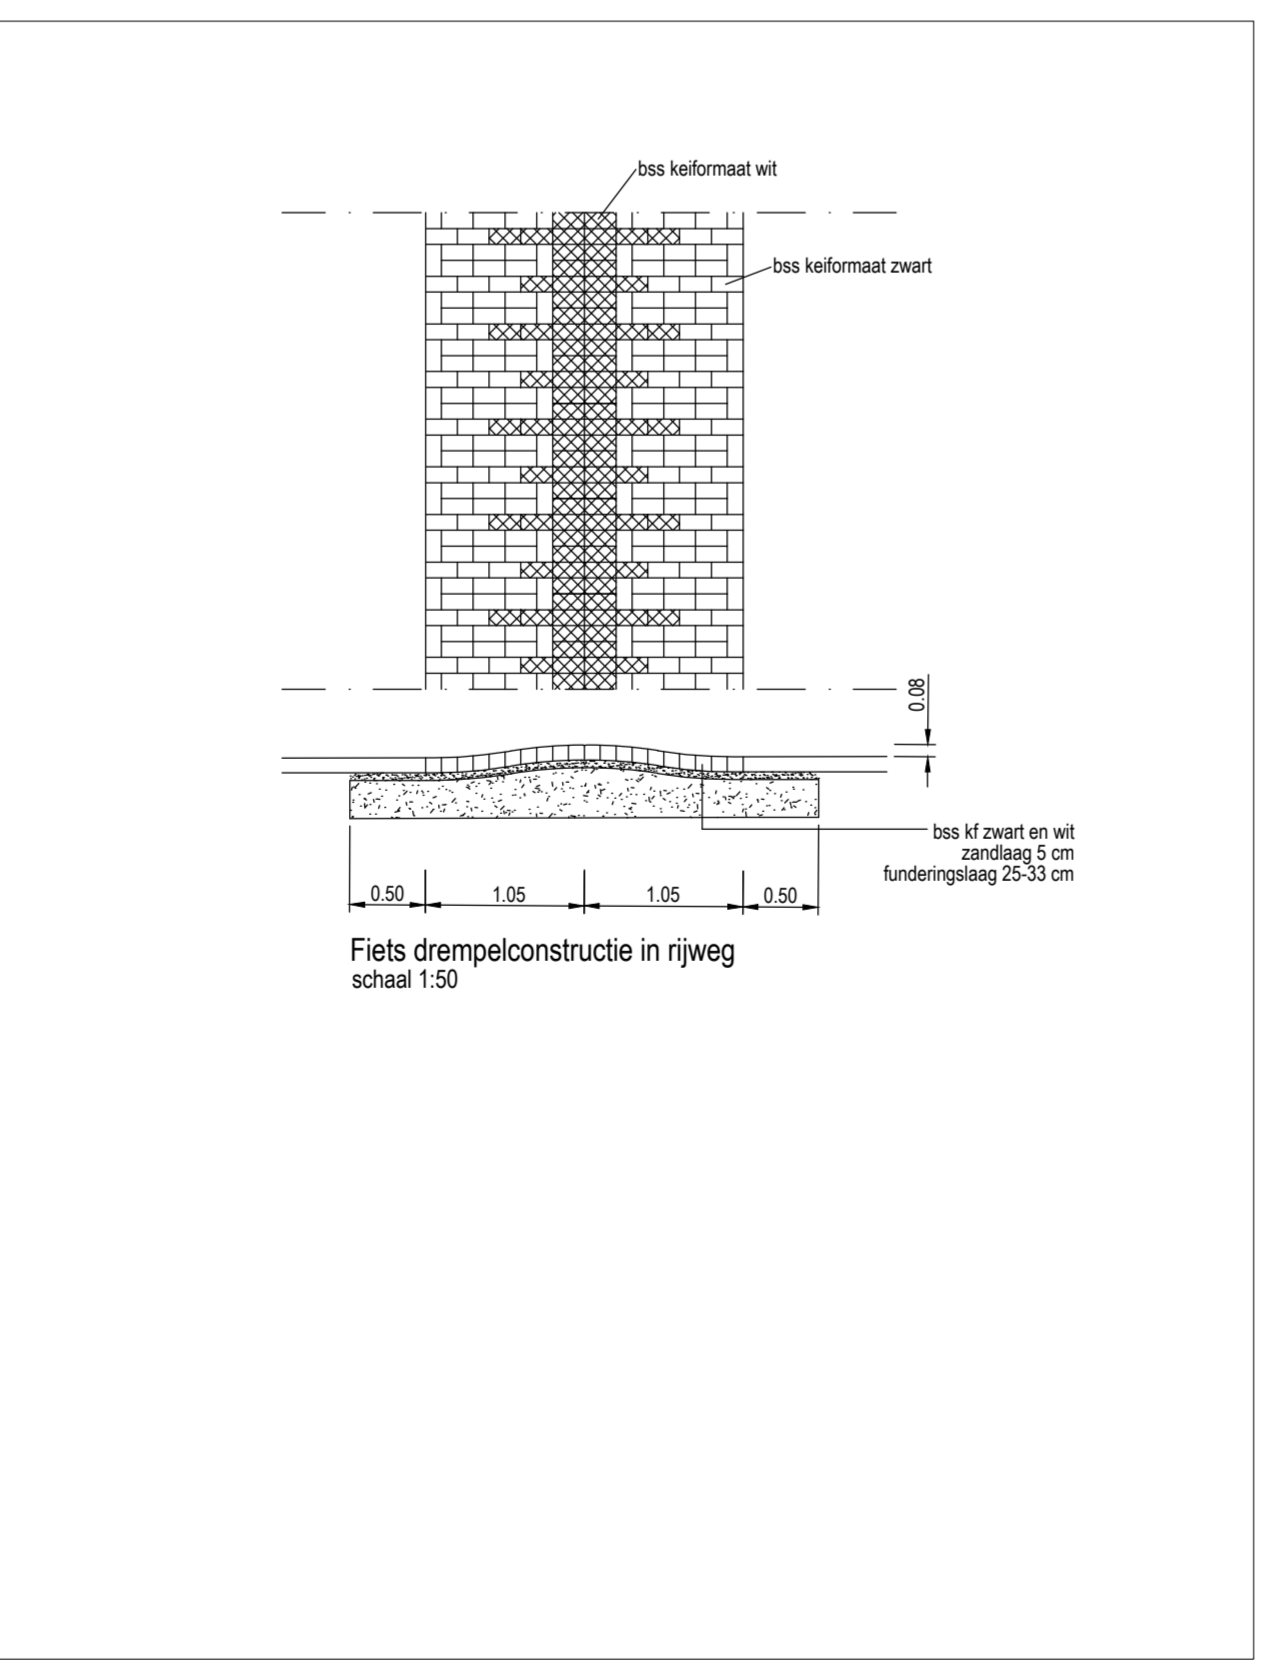 bss keiformaat wit
bss keiformaat zwart
0.08
bss kf zwart en wit
zandlaag 5 cm
funderingslaag 25-33 cm
0.50
1.05
1.05
0.50
Fiets drempelconstructie in rijweg
schaal 1:50